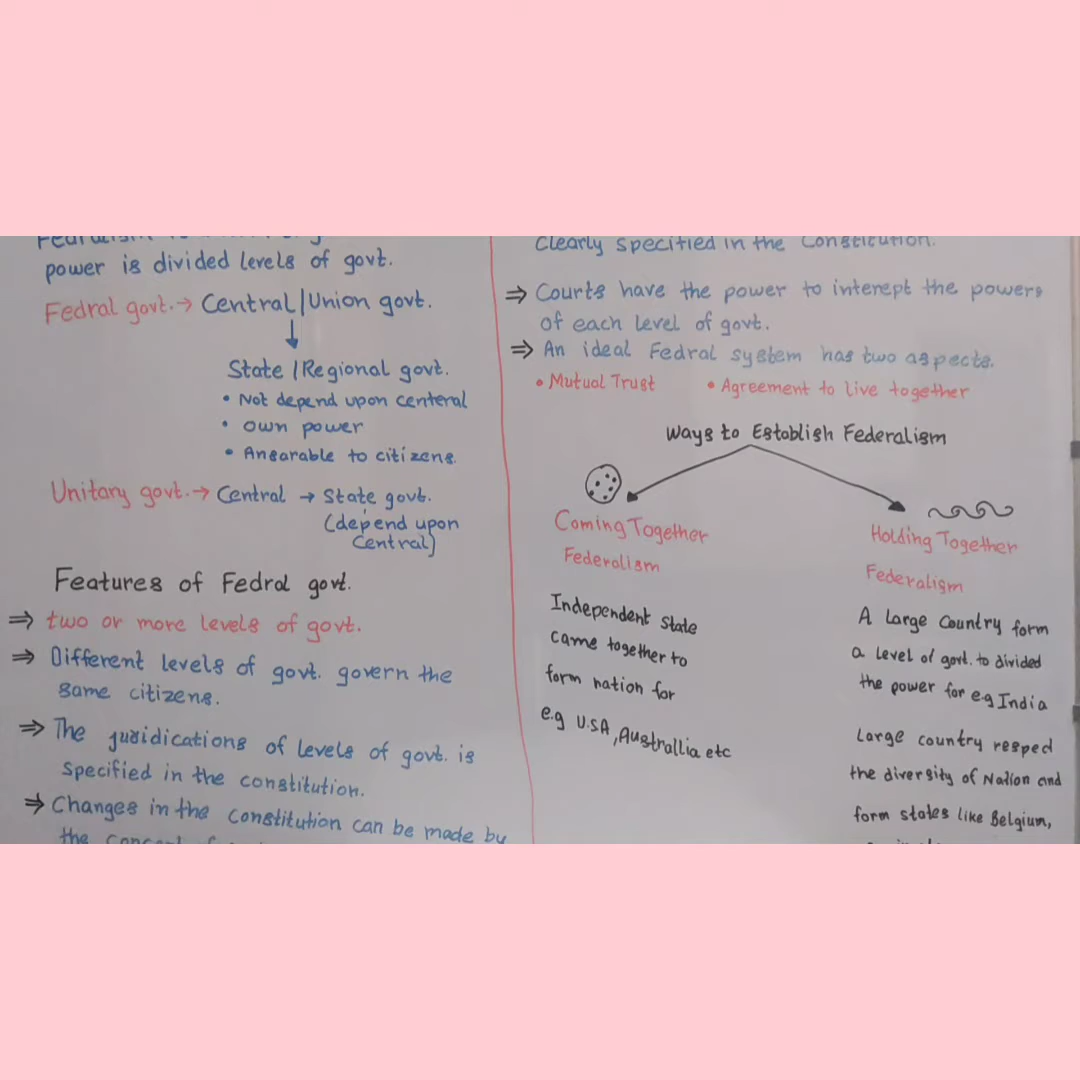 power is divided levels of govt.
Fedral govt. → Central/Union govt.
↓
State/Regional govt.
• Not depend upon centeral
• own power
• Ansarable to citizens.
Unitary govt. → Central → State govt.
(depend upon
Central)
Features of Fedral govt.
⇒ two or more levels of govt.
⇒ Different levels of govt. govern the
same citizens.
⇒ The juridications of levels of govt. is
specified in the constitution.
⇒ Changes in the constitution can be made by
the
Clearly specified in the Constitution.
⇒ Courts have the power to interept the powers
of each level of govt.
⇒ An ideal Fedral system has two aspects.
• Mutual Trust • Agreement to live together
Ways to Establish Federalism
Coming Together
Federalism
Independent state
came together to
form nation for
e.g U.SA, Australlia etc
Holding Together
Federalism
A large country form
a level of govt. to divided
the power for e.g India
Large country resped
the diversity of Nation and
form states like Belgium,